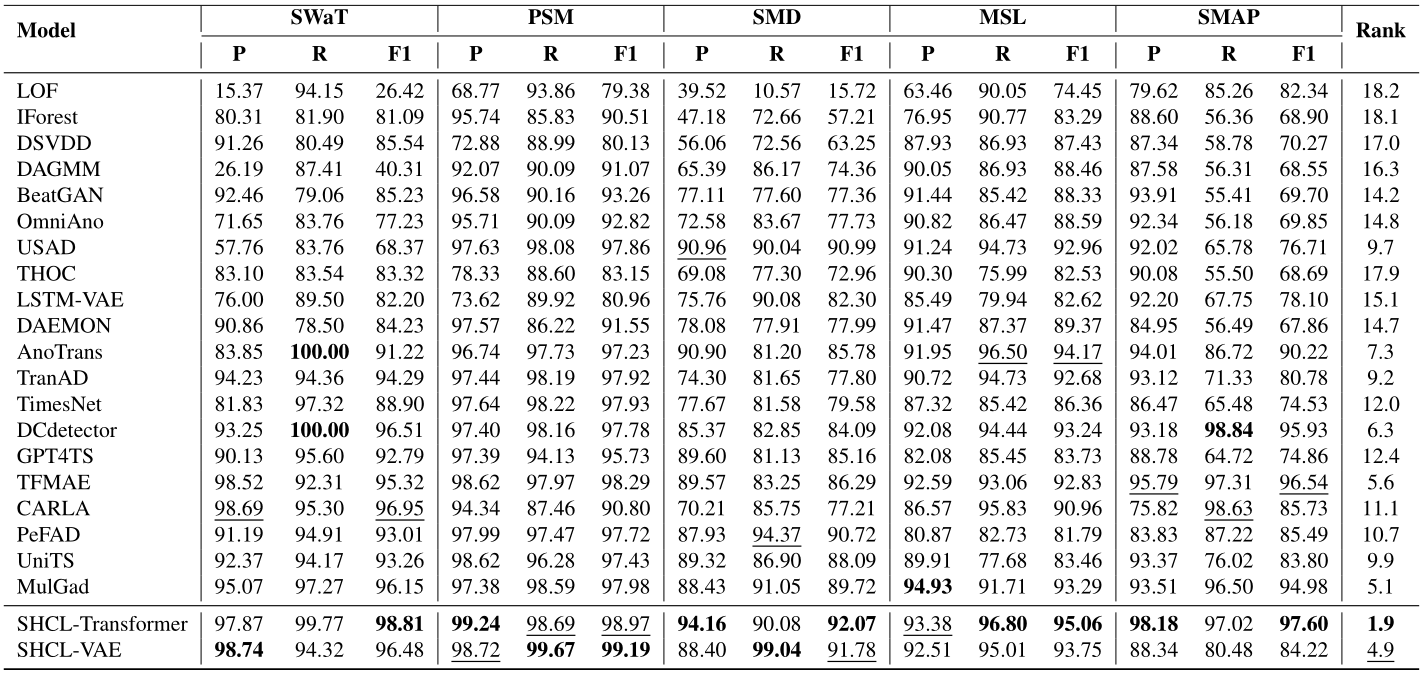 Model SWaT PSM SMD MSL SMAP Rank
P R F1 P R F1 P R F1 P R F1 P R F1
LOF 15.37 94.15 26.42 68.77 93.86 79.38 39.52 10.57 15.72 63.46 90.05 74.45 79.62 85.26 82.34 18.2
IForest 80.31 81.90 81.09 95.74 85.83 90.51 47.18 72.66 57.21 76.95 90.77 83.29 88.60 56.36 68.90 18.1
DSVDD 91.26 80.49 85.54 72.88 88.99 80.13 56.06 72.56 63.25 87.93 86.93 87.43 87.34 58.78 70.27 17.0
DAGMM 26.19 87.41 40.31 92.07 90.09 91.07 65.39 86.17 74.36 90.05 86.93 88.46 87.58 56.31 68.55 16.3
BeatGAN 92.46 79.06 85.23 96.58 90.16 93.26 77.11 77.60 77.36 91.44 85.42 88.33 93.91 55.41 69.70 14.2
OmniAno 71.65 83.76 77.23 95.71 90.09 92.82 72.58 83.67 77.73 90.82 86.47 88.59 92.34 56.18 69.85 14.8
USAD 57.76 83.76 68.37 97.63 98.08 97.86 90.96 90.04 90.99 91.24 94.73 92.96 92.02 65.78 76.71 9.7
THOC 83.10 83.54 83.32 78.33 88.60 83.15 69.08 77.30 72.96 90.30 75.99 82.53 90.08 55.50 68.69 17.9
LSTM-VAE 76.00 89.50 82.20 73.62 89.92 80.96 75.76 90.08 82.30 85.49 79.94 82.62 92.20 67.75 78.10 15.1
DAEMON 90.86 78.50 84.23 97.57 86.22 91.55 78.08 77.91 77.99 91.47 87.37 89.37 84.95 56.49 67.86 14.7
AnoTrans 83.85 100.00 91.22 96.74 97.73 97.23 90.90 81.20 85.78 91.95 96.50 94.17 94.01 86.72 90.22 7.3
TranAD 94.23 94.36 94.29 97.44 98.19 97.92 74.30 81.65 77.80 90.72 94.73 92.68 93.12 71.33 80.78 9.2
TimesNet 81.83 97.32 88.90 97.64 98.22 97.93 77.67 81.58 79.58 87.32 85.42 86.36 86.47 65.48 74.53 12.0
DCdetector 93.25 100.00 96.51 97.40 98.16 97.78 85.37 82.85 84.09 92.08 94.44 93.24 93.18 98.84 95.93 6.3
GPT4TS 90.13 95.60 92.79 97.39 94.13 95.73 89.60 81.13 85.16 82.08 85.45 83.73 88.78 64.72 74.86 12.4
TFMAE 98.52 92.31 95.32 98.62 97.97 98.29 89.57 83.25 86.29 92.59 93.06 92.83 95.79 97.31 96.54 5.6
CARLA 98.69 95.30 96.95 94.34 87.46 90.80 70.21 85.75 77.21 86.57 95.83 90.96 75.82 98.63 85.73 11.1
PeFAD 91.19 94.91 93.01 97.99 97.47 97.72 87.93 94.37 90.72 80.87 82.73 81.79 83.83 87.22 85.49 10.7
UniTS 92.37 94.17 93.26 98.62 96.28 97.43 89.32 86.90 88.09 89.91 77.68 83.46 93.37 76.02 83.80 9.9
MulGad 95.07 97.27 96.15 97.38 98.59 97.98 88.43 91.05 89.72 94.93 91.71 93.29 93.51 96.50 94.98 5.1
SHCL-Transformer 97.87 99.77 98.81 99.24 98.69 98.97 94.16 90.08 92.07 93.38 96.80 95.06 98.18 97.02 97.60 1.9
SHCL-VAE 98.74 94.32 96.48 98.72 99.67 99.19 88.40 99.04 91.78 92.51 95.01 93.75 88.34 80.48 84.22 4.9